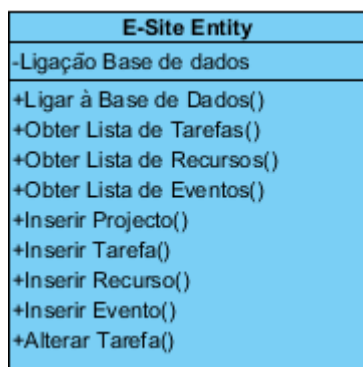 E-Site Entity
-Ligação Base de dados
+Ligar à Base de Dados()
+Obter Lista de Tarefas()
+Obter Lista de Recursos()
+Obter Lista de Eventos()
+Inserir Projecto()
+Inserir Tarefa()
+Inserir Recurso()
+Inserir Evento()
+Alterar Tarefa()